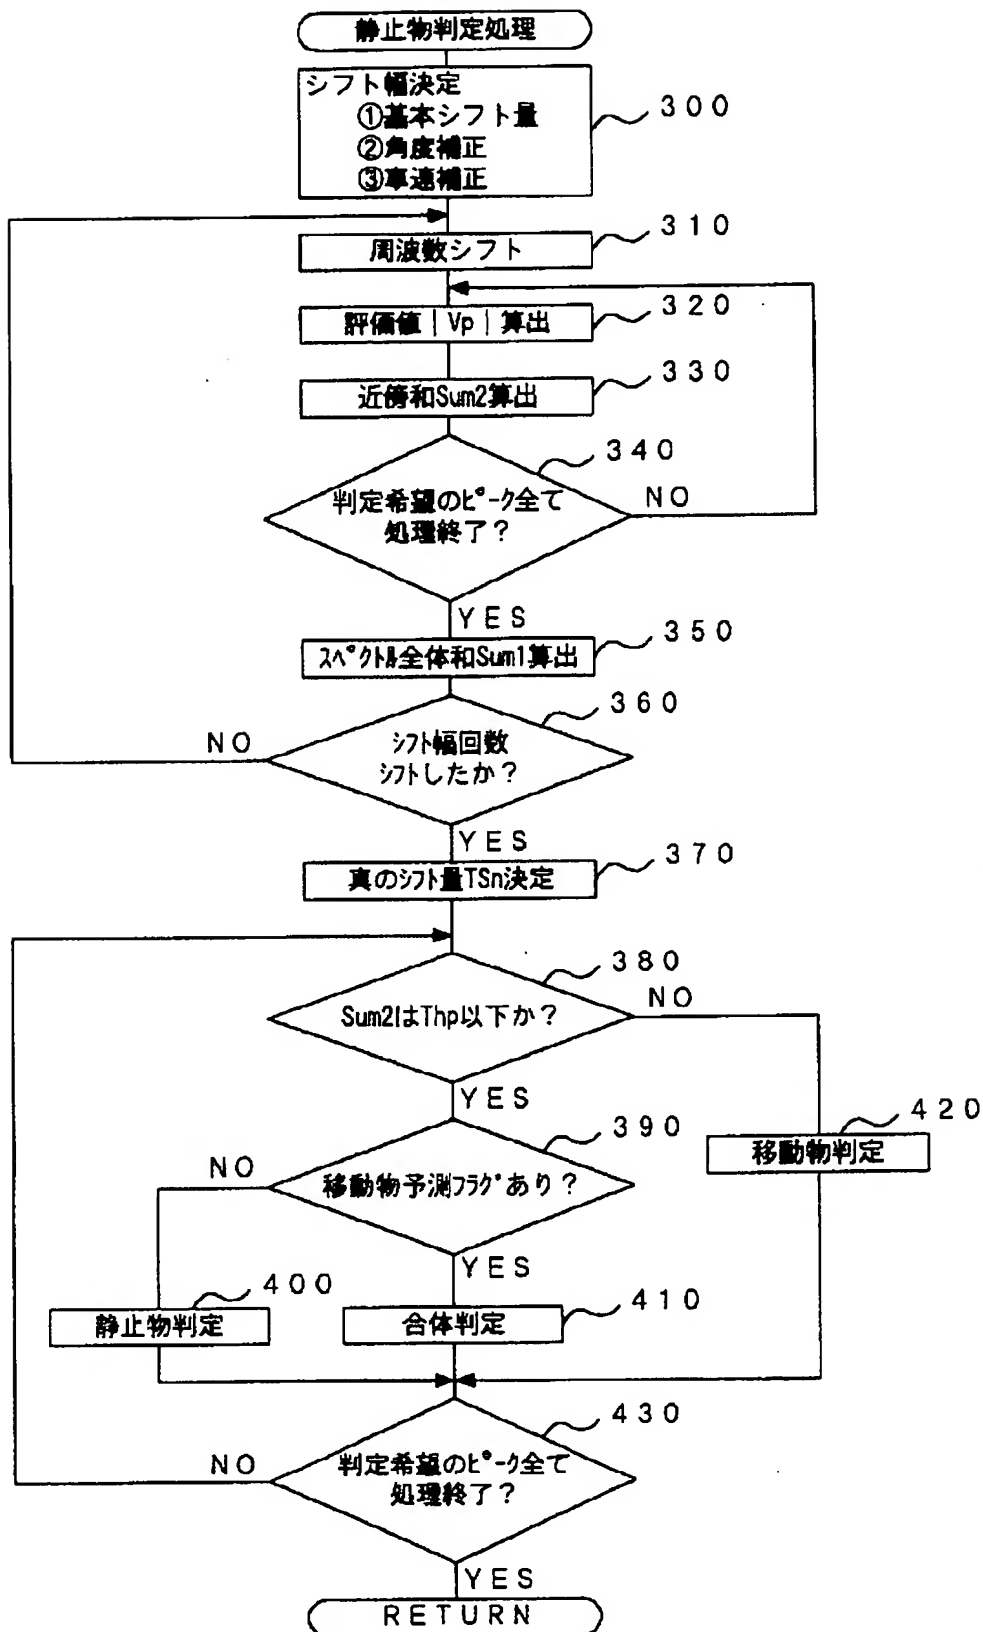 静止物判定処理
シフト幅決定
①基本シフト量
②角度補正
③車速補正
300
周波数シフト
310
評価値|Vp|算出
320
近傍和Sum2算出
330
340
判定希望のピーク全て
処理終了?
NO
YES
スペクトル全体和Sum1算出
350
360
シフト幅回数
シフトしたか?
NO
YES
真のシフト量TSn決定
370
380
Sum2はThp以下か?
NO
YES
移動物判定
420
390
移動物予測フラグあり?
NO
YES
静止物判定
400
合体判定
410
430
判定希望のピーク全て
処理終了?
NO
YES
RETURN